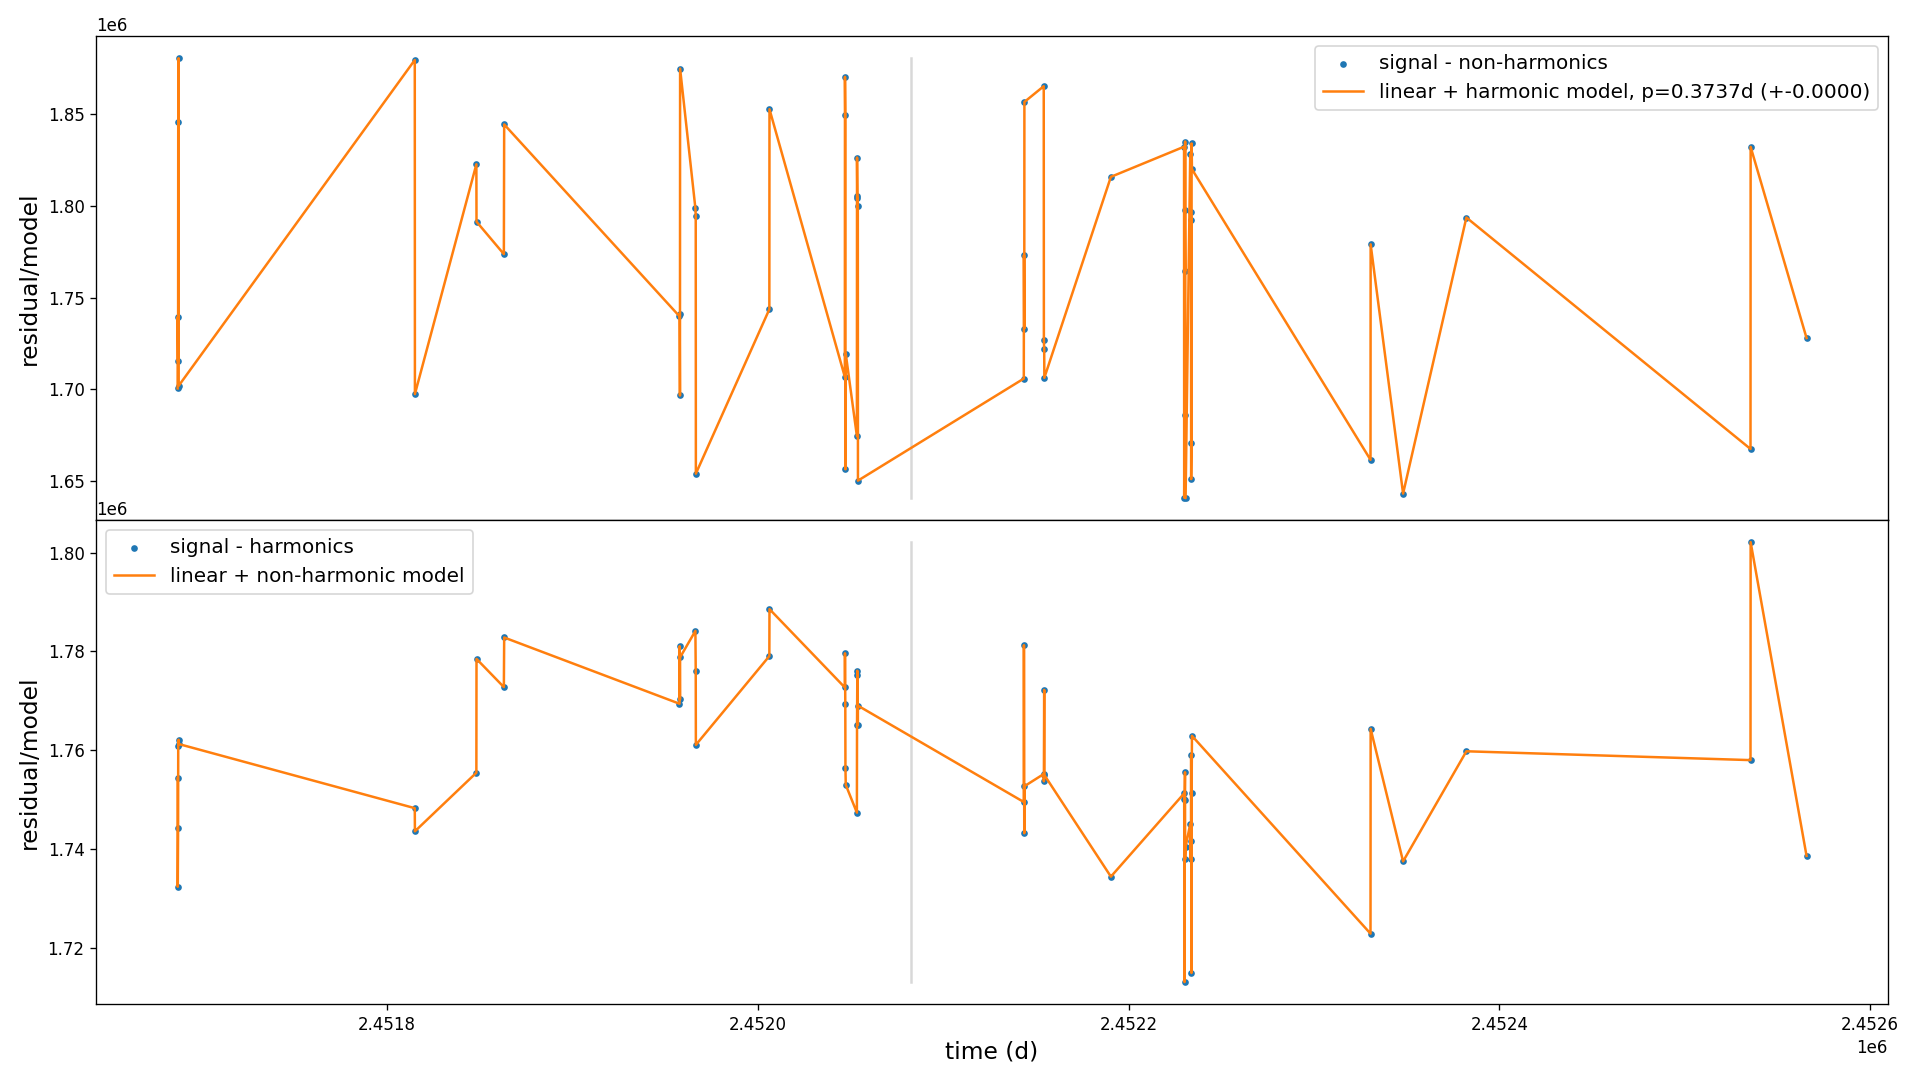 1e6
signal - non-harmonics
linear + harmonic model, p=0.3737d (+-0.0000)
1.85
1.80
1.75
1.70
1.65
residual/model
1e6
signal - harmonics
linear + non-harmonic model
1.80
1.78
1.76
1.74
1.72
residual/model
2.4518
2.4520
2.4522
2.4524
2.4526
time (d)
1e6